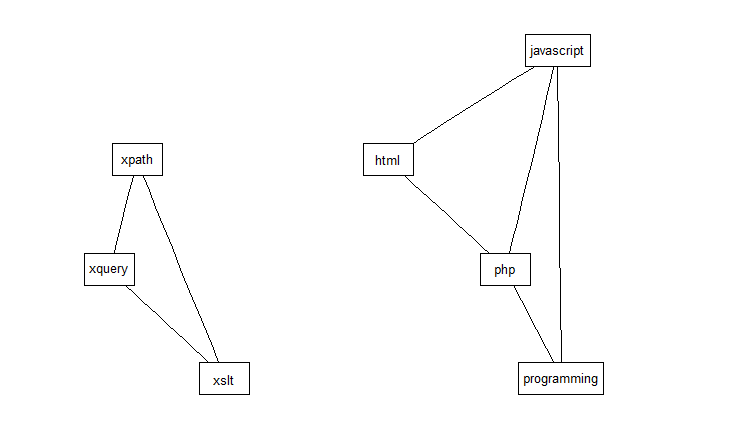 javascript
xpath
html
xquery
php
xslt
programming